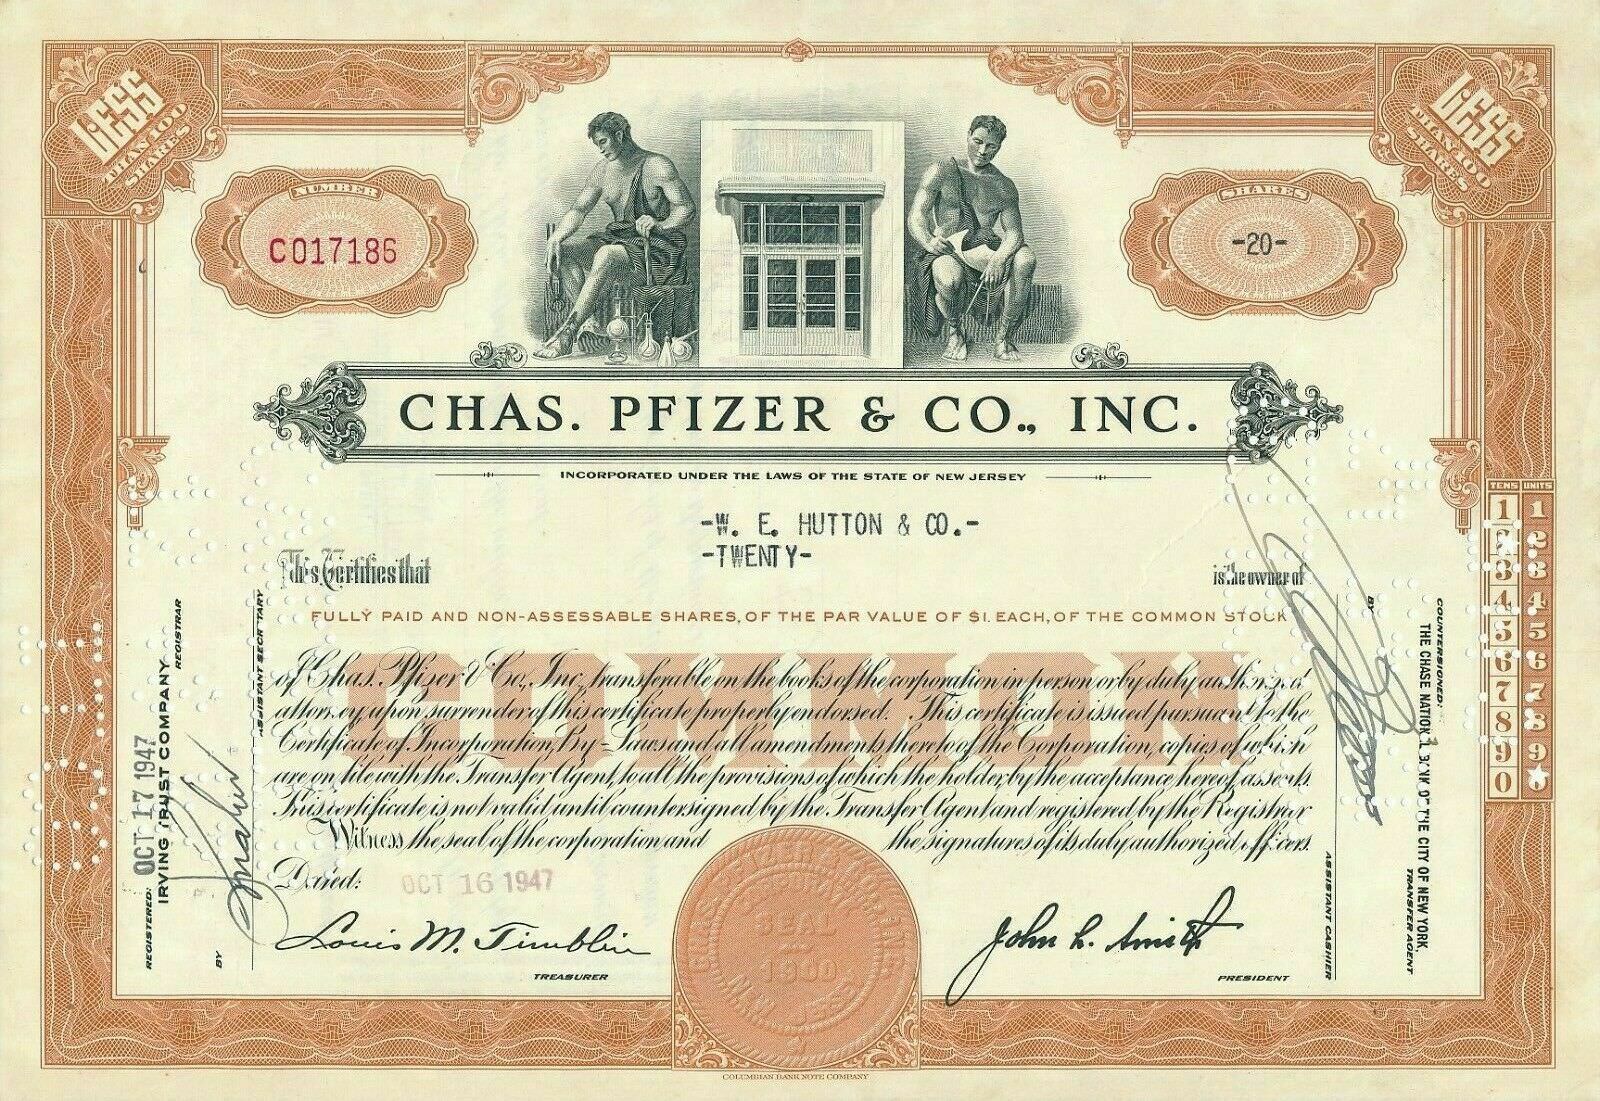 LESS
THAN 100
SHARES
LESS
THAN 100
SHARES
NUMBER
C017186
SHARES
-20-
CHAS. PFIZER & CO., INC.
INCORPORATED UNDER THE LAWS OF THE STATE OF NEW JERSEY
-W. E. HUTTON & CO.-
-TWENTY-
This Certifies that
is the owner of
FULLY PAID AND NON-ASSESSABLE SHARES, OF THE PAR VALUE OF $1. EACH, OF THE COMMON STOCK
COMMON
of Chas. Pfizer & Co., Inc., transferable on the books of the corporation in person or by duly authorized
attorney upon surrender of this certificate properly endorsed. This certificate is issued pursuant to the
Certificate of Incorporation, By-Laws and all amendments thereto of the Corporation, copies of which
are on file with the Transfer Agent, to all the provisions of which the holder, by the acceptance hereof, assents.
This certificate is not valid until countersigned by the Transfer Agent and registered by the Registrar.
Witness the seal of the corporation and the signatures of its duly authorized officers.
Dated:
OCT 16 1947
Louis M. Timblin
TREASURER
John L. Smith
PRESIDENT
SEAL
REGISTERED: OCT 17 1947
IRVING TRUST COMPANY
REGISTRAR
BY
ASSISTANT SECRETARY
COUNTERSIGNED:
THE CHASE NATIONAL BANK OF THE CITY OF NEW YORK,
TRANSFER AGENT
BY
ASSISTANT CASHIER
TENS UNITS
1 1
2 2
3 3
4 4
5 5
6 6
7 7
8 8
9 9
0 0
COLUMBIAN BANK NOTE COMPANY